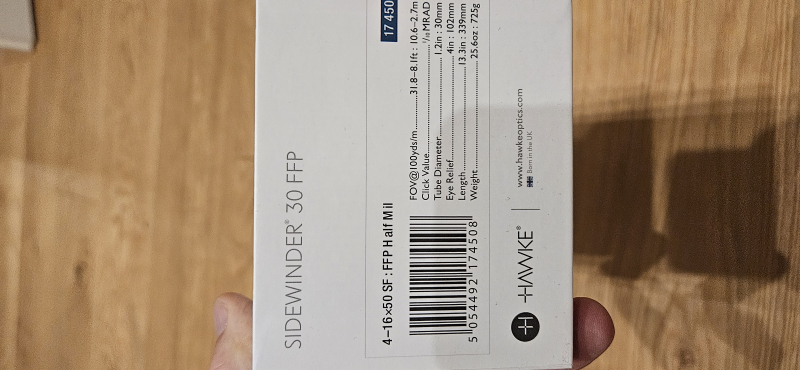 SIDEWINDER® 30 FFP
17 450
4–16×50 SF : FFP Half Mil
FOV@100yds/m..........31.8–8.1ft : 10.6–2.7m
Click Value..........1/10 MRAD
Tube Diameter..........1.2in : 30mm
Eye Relief..........4in : 102mm
Length..........13.3in : 339mm
Weight..........25.6oz : 725g
5 054492 174508
HAWKE®
www.hawkeoptics.com
Born in the UK